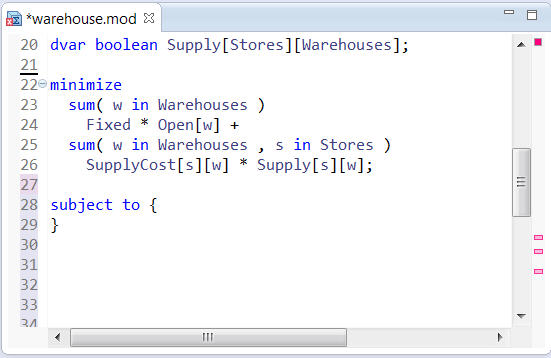 *warehouse.mod
20 dvar boolean Supply[Stores][Warehouses];
21
22 minimize
23 sum( w in Warehouses )
24 Fixed * Open[w] +
25 sum( w in Warehouses , s in Stores )
26 SupplyCost[s][w] * Supply[s][w];
27
28 subject to {
29 }
30
31
32
33
34